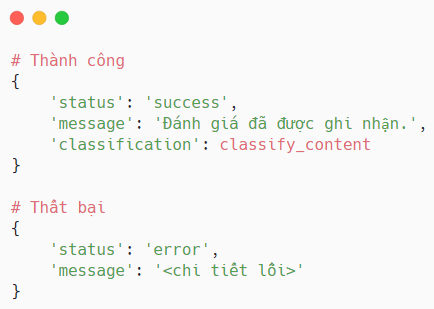 # Thành công
{
    'status': 'success',
    'message': 'Đánh giá đã được ghi nhận.',
    'classification': classify_content
}
# Thất bại
{
    'status': 'error',
    'message': '<chi tiết lỗi>'
}